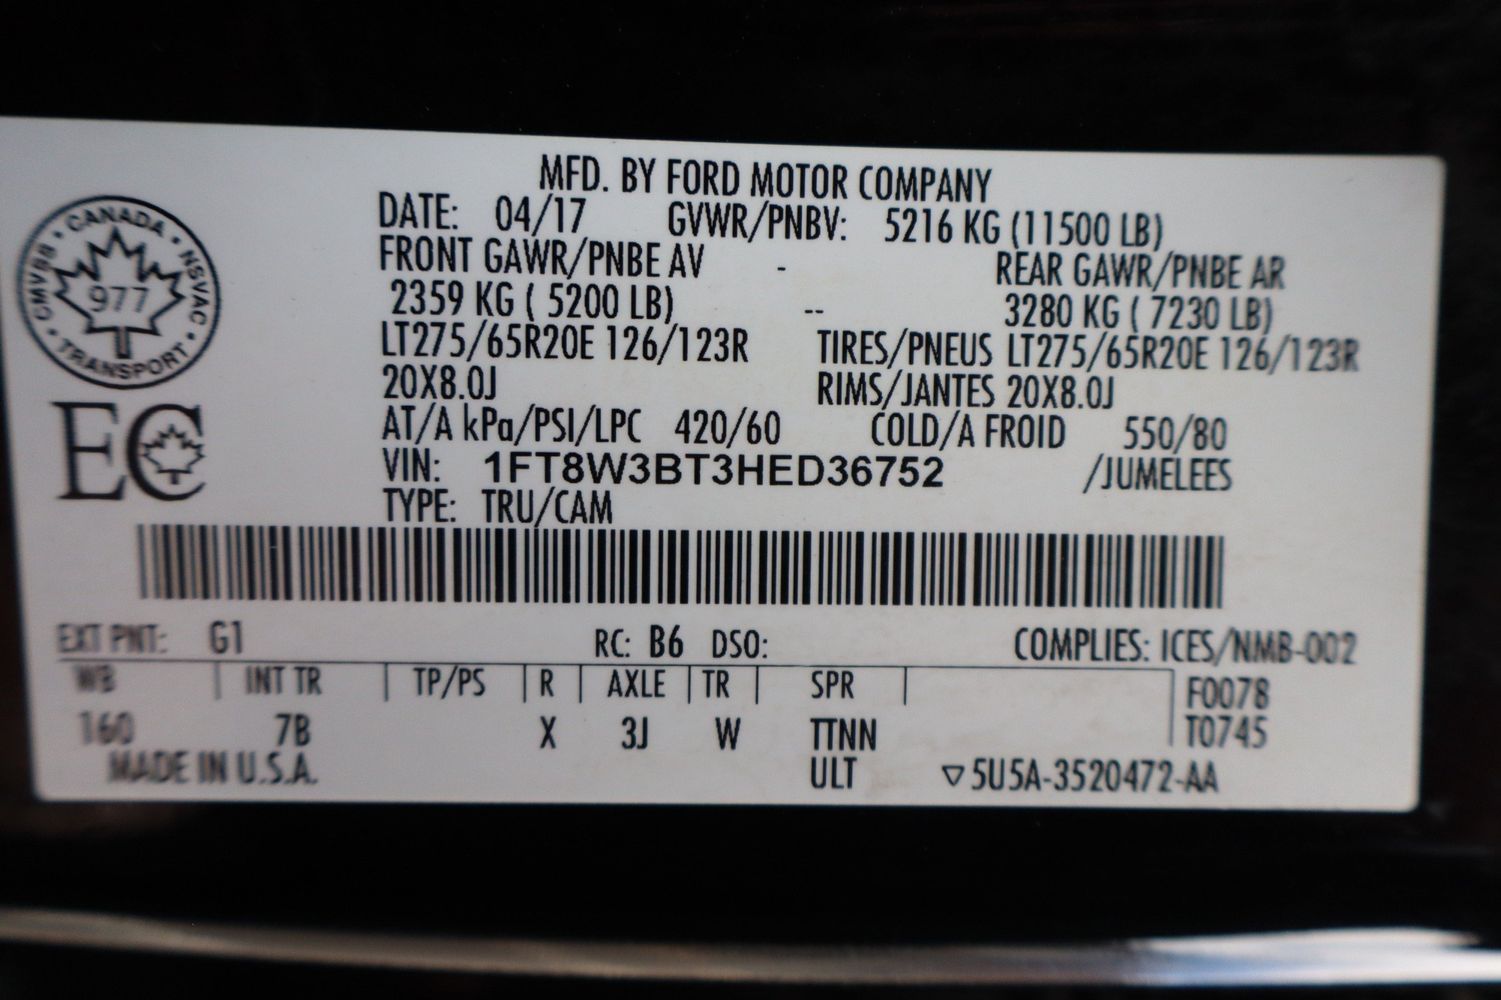 MFD. BY FORD MOTOR COMPANY
DATE: 04/17 GVWR/PNBV: 5216 KG (11500 LB)
FRONT GAWR/PNBE AV - REAR GAWR/PNBE AR
2359 KG ( 5200 LB) -- 3280 KG ( 7230 LB)
LT275/65R20E 126/123R TIRES/PNEUS LT275/65R20E 126/123R
20X8.0J RIMS/JANTES 20X8.0J
AT/A kPa/PSI/LPC 420/60 COLD/A FROID 550/80
VIN: 1FT8W3BT3HED36752 /JUMELEES
TYPE: TRU/CAM
CMVSS • CANADA • NSVAC • TRANSPORT •
977
EC
EXT PNT: G1 RC: B6 DSO: COMPLIES: ICES/NMB-002
WB | INT TR | TP/PS | R | AXLE | TR | SPR | F0078
160 7B X 3J W TTNN T0745
MADE IN U.S.A. ULT ▽5U5A-3520472-AA